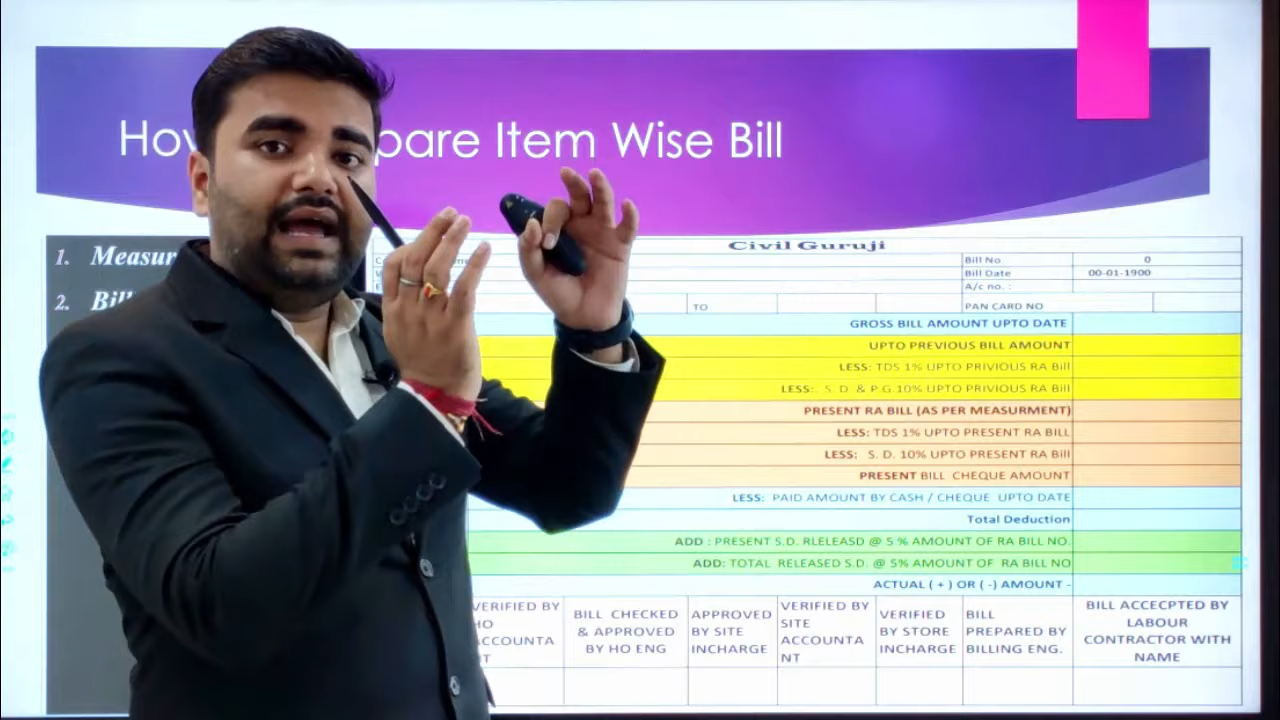 How pare Item Wise Bill
1. Measur
2. Bill
Civil Guruji
Bill No 0
Bill Date 00-01-1900
A/c no. :
TO PAN CARD NO
GROSS BILL AMOUNT UPTO DATE
UPTO PREVIOUS BILL AMOUNT
LESS: TDS 1% UPTO PRIVIOUS RA Bill
LESS: S. D. & P.G.10% UPTO PRIVIOUS RA Bill
PRESENT RA BILL (AS PER MEASURMENT)
LESS: TDS 1% UPTO PRESENT RA BILL
LESS: S. D. 10% UPTO PRESENT RA Bill
PRESENT BILL CHEQUE AMOUNT
LESS: PAID AMOUNT BY CASH / CHEQUE UPTO DATE
Total Deduction
ADD : PRESENT S.D. RLELEASD @ 5 % AMOUNT OF RA BILL NO.
ADD: TOTAL RELEASED S.D. @ 5% AMOUNT OF RA BILL NO
ACTUAL ( + ) OR ( -) AMOUNT -
VERIFIED BY
HO
ACCOUNTA
NT
BILL CHECKED
& APPROVED
BY HO ENG
APPROVED
BY SITE
INCHARGE
VERIFIED BY
SITE
ACCOUNTA
NT
VERIFIED
BY STORE
INCHARGE
BILL
PREPARED BY
BILLING ENG.
BILL ACCECPTED BY
LABOUR
CONTRACTOR WITH
NAME